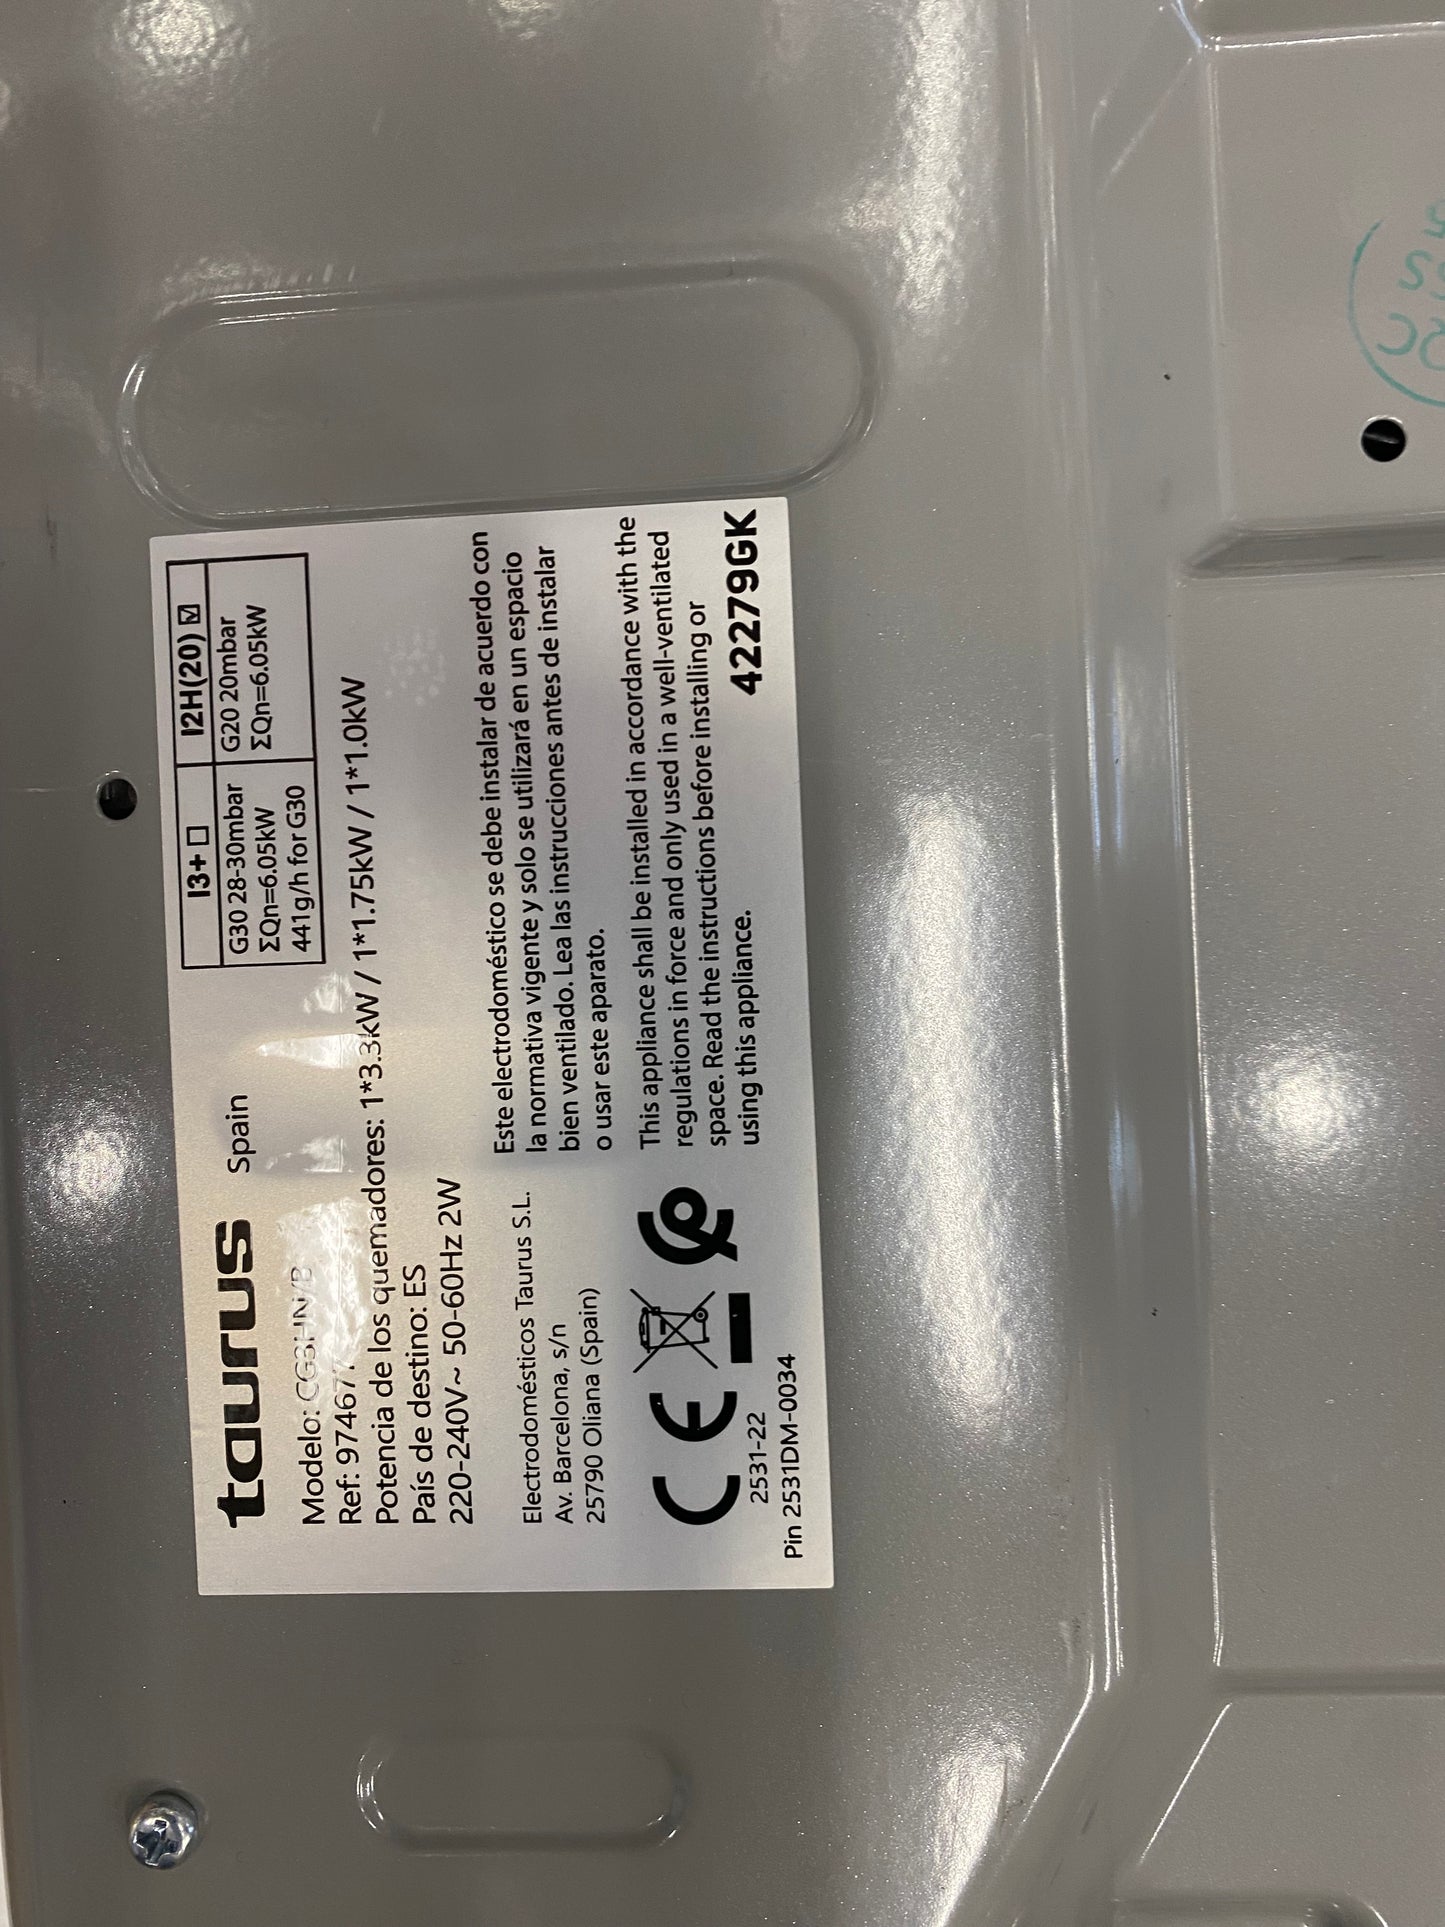 taurus Spain
I3+ ☐ I2H(20) ☑
G30 28-30mbar G20 20mbar
ΣQn=6.05kW ΣQn=6.05kW
441g/h for G30
Modelo:
Ref:
Potencia de los quemadores: 1*3.3kW / 1*1.75kW / 1*1.0kW
País de destino: ES
220-240V~ 50-60Hz 2W
Electrodomésticos Taurus S.L.
Av. Barcelona, s/n
25790 Oliana (Spain)
Este electrodoméstico se debe instalar de acuerdo con
la normativa vigente y solo se utilizará en un espacio
bien ventilado. Lea las instrucciones antes de instalar
o usar este aparato.
This appliance shall be installed in accordance with the
regulations in force and only used in a well-ventilated
space. Read the instructions before installing or
using this appliance.
CE
2531-22
Pin 2531DM-0034
42279GK